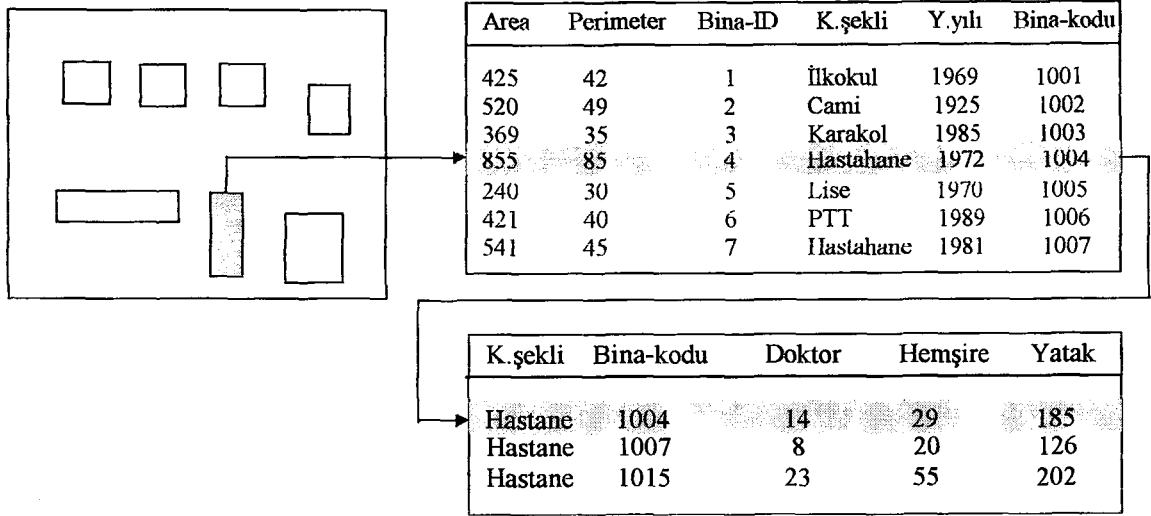 Area Perimeter Bina-ID K.şekli Y.yılı Bina-kodu
425 42 1 İlkokul 1969 1001
520 49 2 Cami 1925 1002
369 35 3 Karakol 1985 1003
855 85 4 Hastahane 1972 1004
240 30 5 Lise 1970 1005
421 40 6 PTT 1989 1006
541 45 7 Hastahane 1981 1007
K.şekli Bina-kodu Doktor Hemşire Yatak
Hastane 1004 14 29 185
Hastane 1007 8 20 126
Hastane 1015 23 55 202